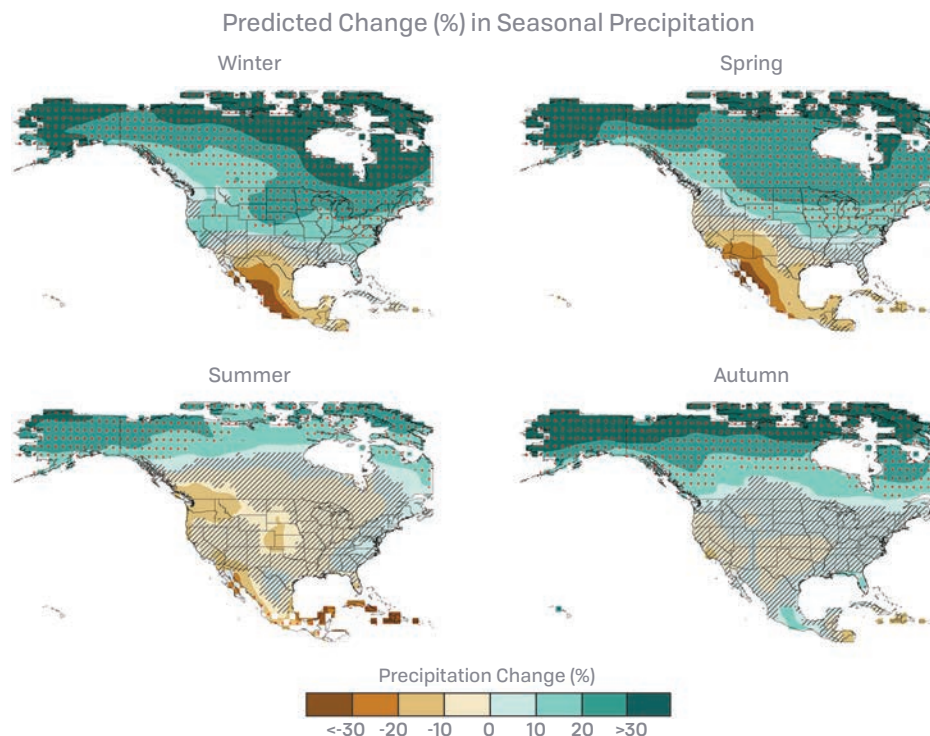 Predicted Change (%) in Seasonal Precipitation
Winter
Spring
Summer
Autumn
Precipitation Change (%)
<-30 -20 -10 0 10 20 >30